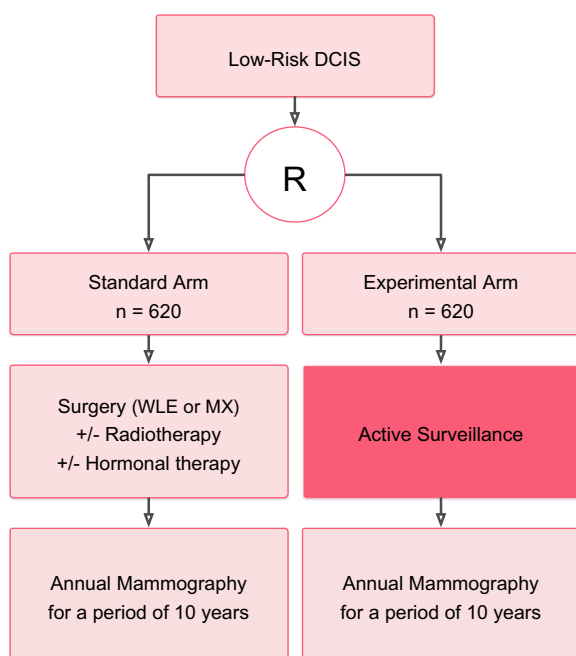 Low-Risk DCIS
R
Standard Arm
n = 620
Experimental Arm
n = 620
Surgery (WLE or MX)
+/- Radiotherapy
+/- Hormonal therapy
Active Surveillance
Annual Mammography
for a period of 10 years
Annual Mammography
for a period of 10 years